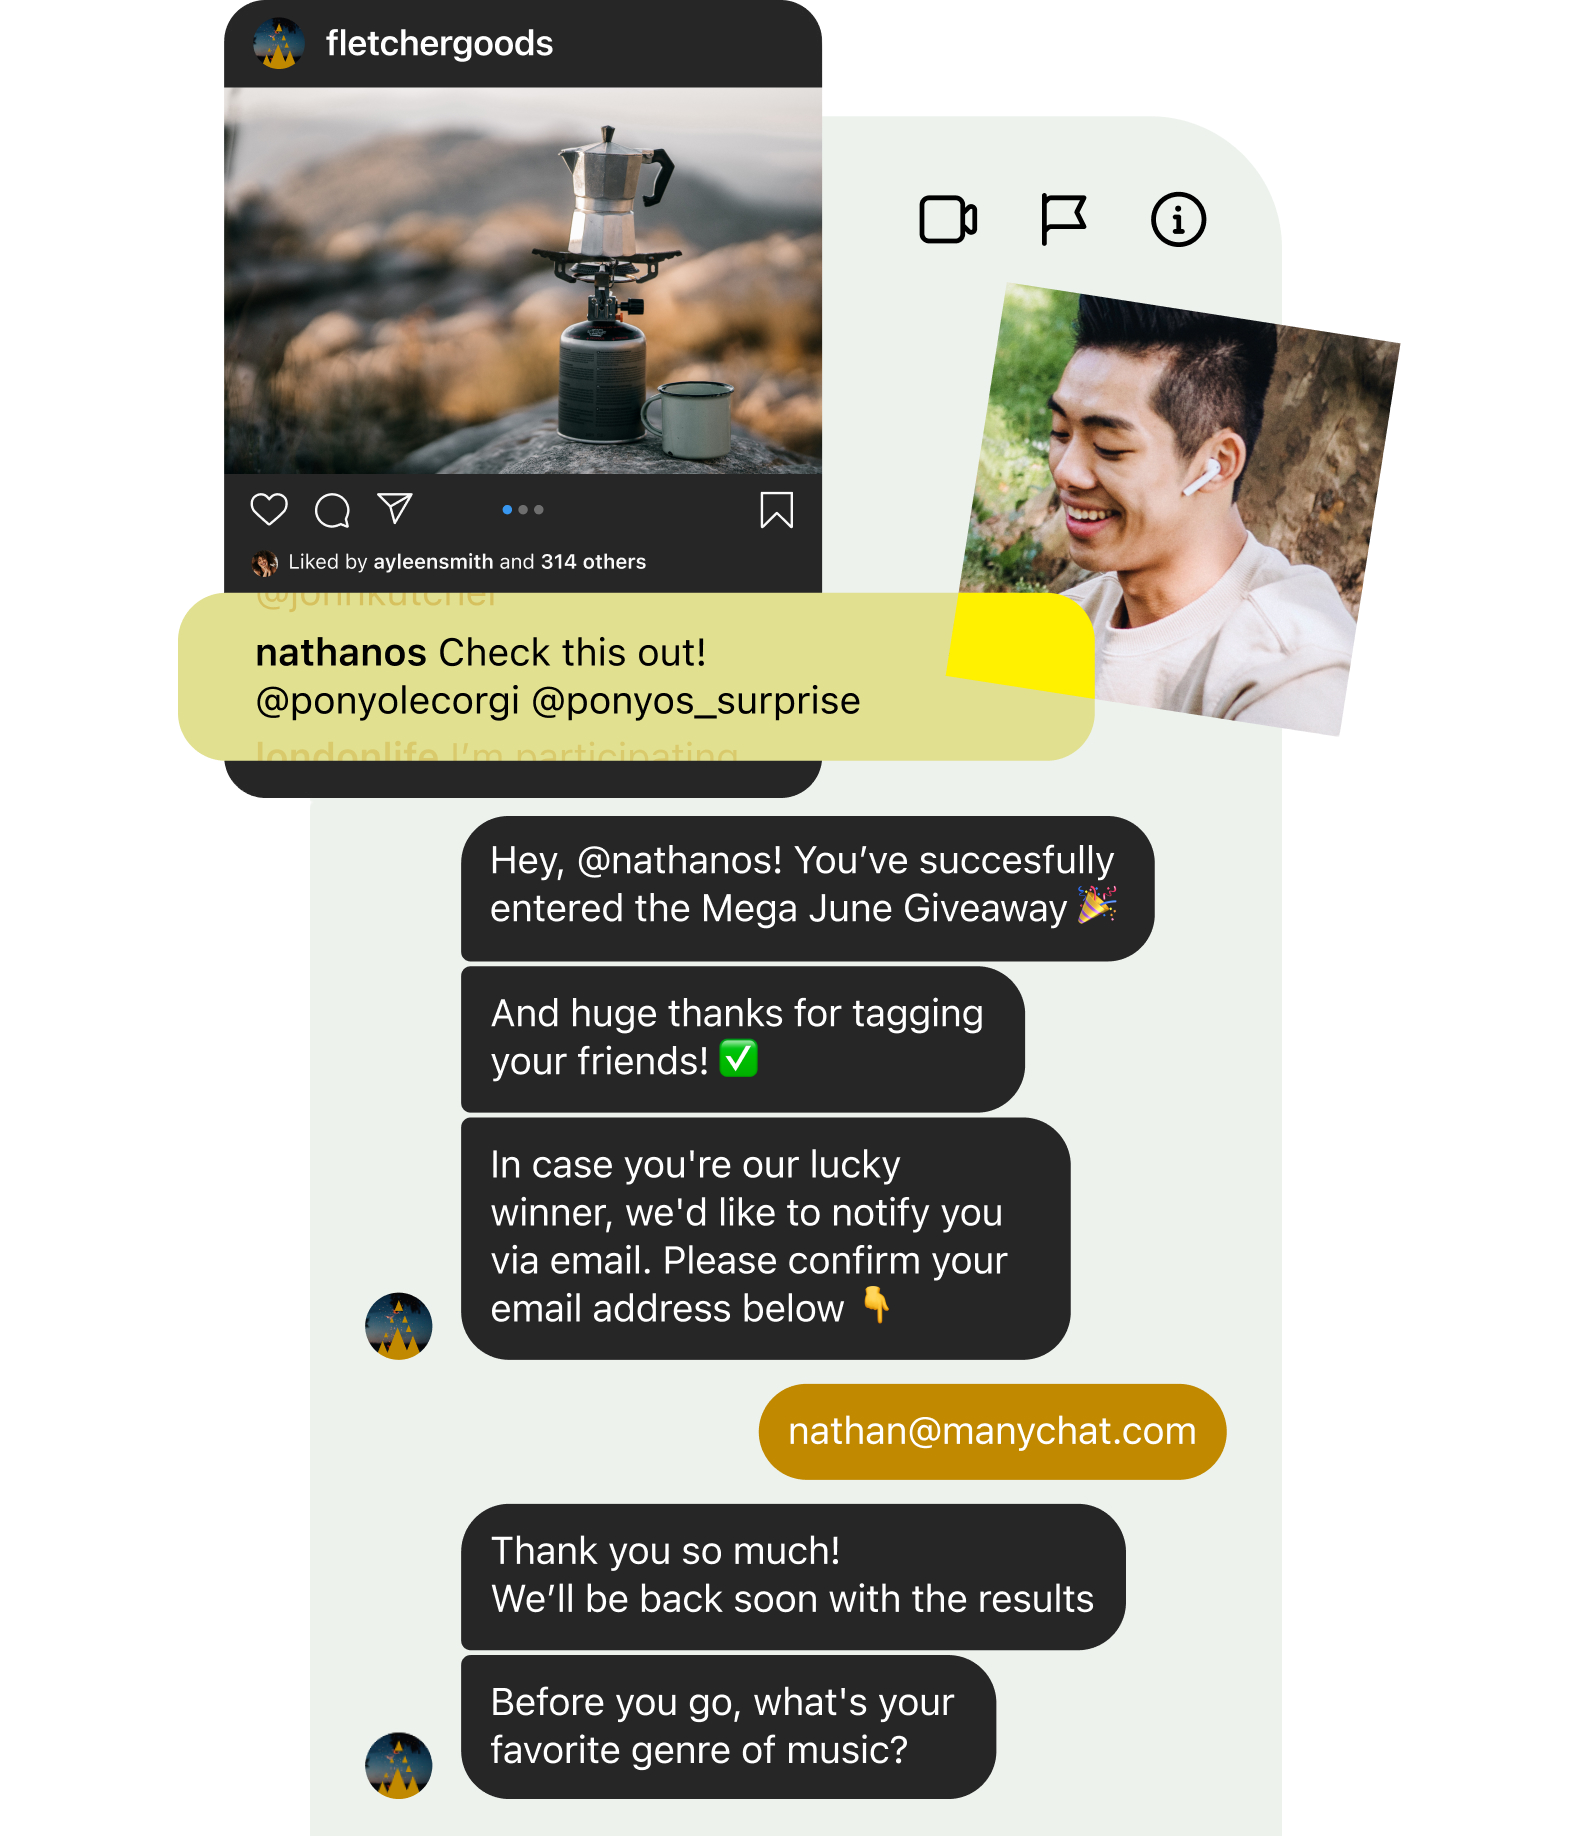 fletchergoods
Liked by ayleensmith and 314 others
@johnkutcher
nathanos Check this out!
@ponyolecorgi @ponyos_surprise
londonlife I’m participating
Hey, @nathanos! You’ve succesfully
entered the Mega June Giveaway 🎉
And huge thanks for tagging
your friends! ✅
In case you're our lucky
winner, we'd like to notify you
via email. Please confirm your
email address below 👇
nathan@manychat.com
Thank you so much!
We’ll be back soon with the results
Before you go, what's your
favorite genre of music?